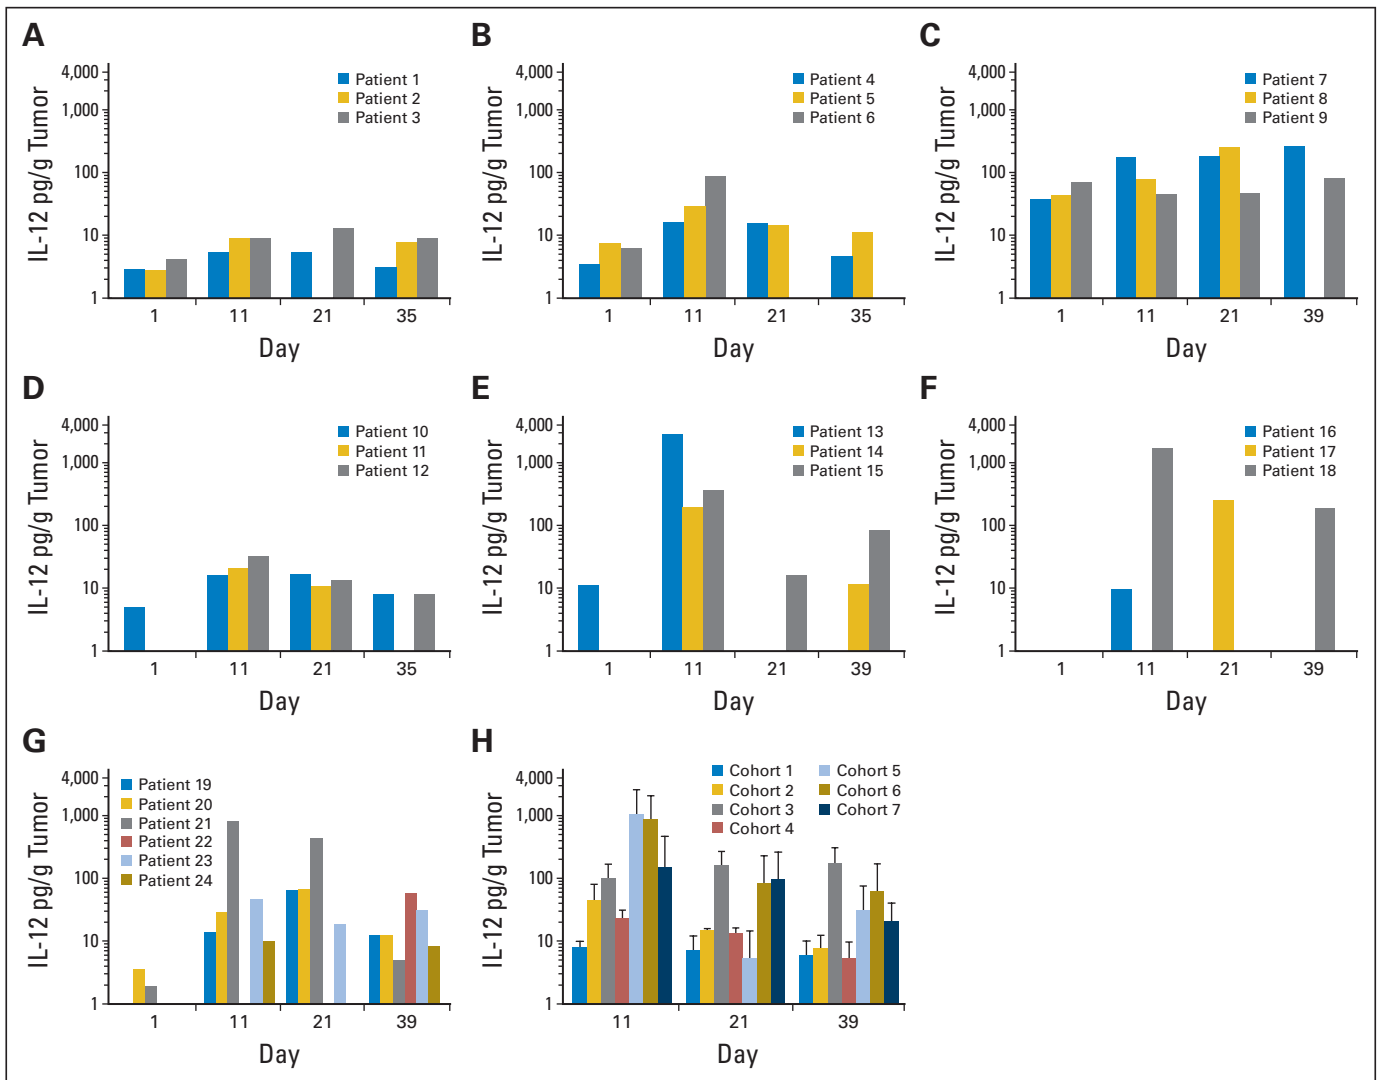 A
IL-12 pg/g Tumor
4,000
1,000
100
10
1
Patient 1
Patient 2
Patient 3
1 11 21 35
Day
B
IL-12 pg/g Tumor
4,000
1,000
100
10
1
Patient 4
Patient 5
Patient 6
1 11 21 35
Day
C
IL-12 pg/g Tumor
4,000
1,000
100
10
1
Patient 7
Patient 8
Patient 9
1 11 21 39
Day
D
IL-12 pg/g Tumor
4,000
1,000
100
10
1
Patient 10
Patient 11
Patient 12
1 11 21 35
Day
E
IL-12 pg/g Tumor
4,000
1,000
100
10
1
Patient 13
Patient 14
Patient 15
1 11 21 39
Day
F
IL-12 pg/g Tumor
4,000
1,000
100
10
1
Patient 16
Patient 17
Patient 18
1 11 21 39
Day
G
IL-12 pg/g Tumor
4,000
1,000
100
10
1
Patient 19
Patient 20
Patient 21
Patient 22
Patient 23
Patient 24
1 11 21 39
Day
H
IL-12 pg/g Tumor
4,000
1,000
100
10
1
Cohort 1
Cohort 2
Cohort 3
Cohort 4
Cohort 5
Cohort 6
Cohort 7
11 21 39
Day